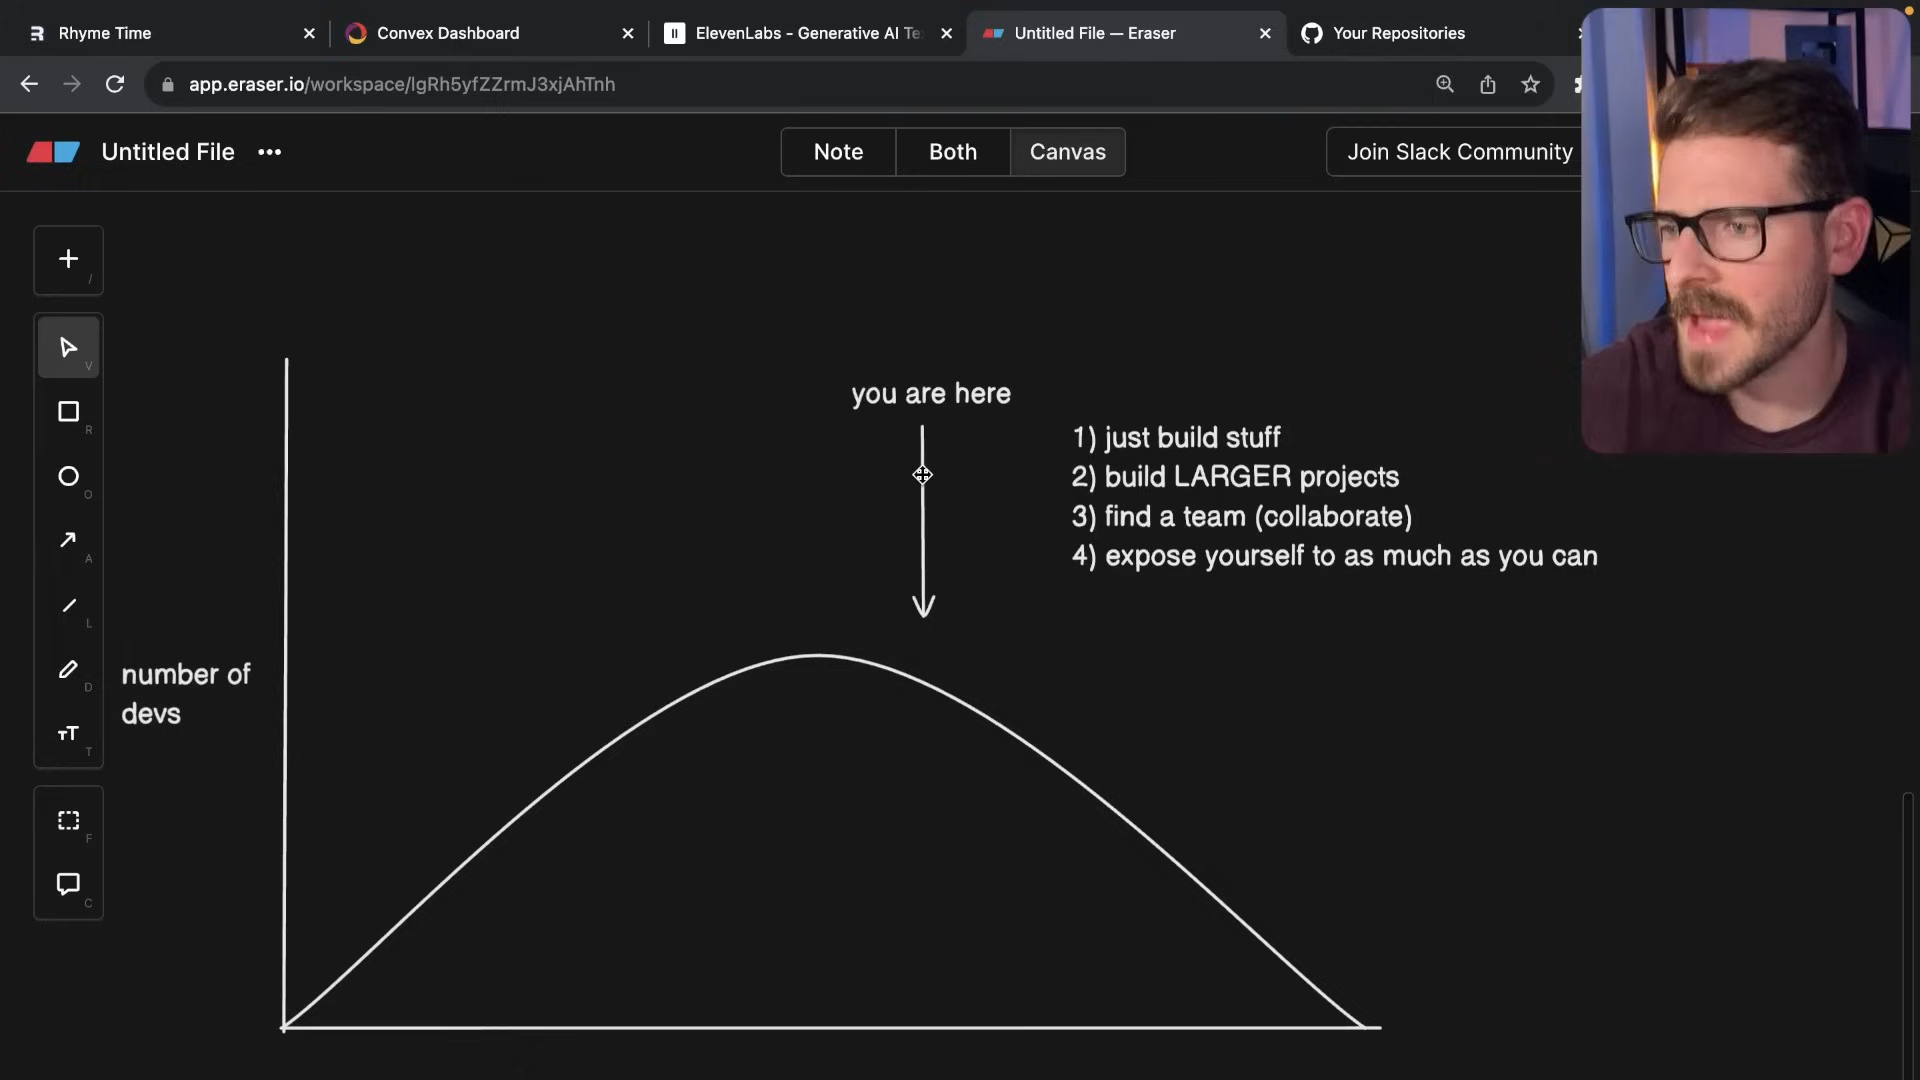 Rhyme Time
Convex Dashboard
ElevenLabs - Generative AI Te
Untitled File — Eraser
Your Repositories
app.eraser.io/workspace/lgRh5yfZZrmJ3xjAhTnh
Untitled File
Note
Both
Canvas
Join Slack Community
/
V
R
O
A
L
D
T
F
C
you are here
1) just build stuff
2) build LARGER projects
3) find a team (collaborate)
4) expose yourself to as much as you can
number of
devs